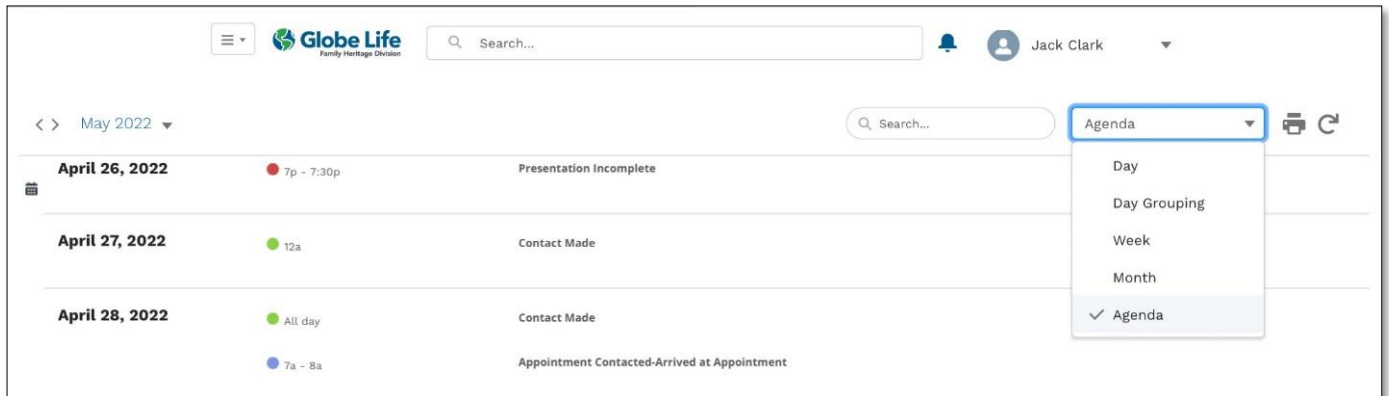 Globe Life
Family Heritage Division
Search...
Jack Clark
May 2022
Search...
Agenda
Day
Day Grouping
Week
Month
Agenda
April 26, 2022
7p - 7:30p
Presentation Incomplete
April 27, 2022
12a
Contact Made
April 28, 2022
All day
Contact Made
7a - 8a
Appointment Contacted-Arrived at Appointment